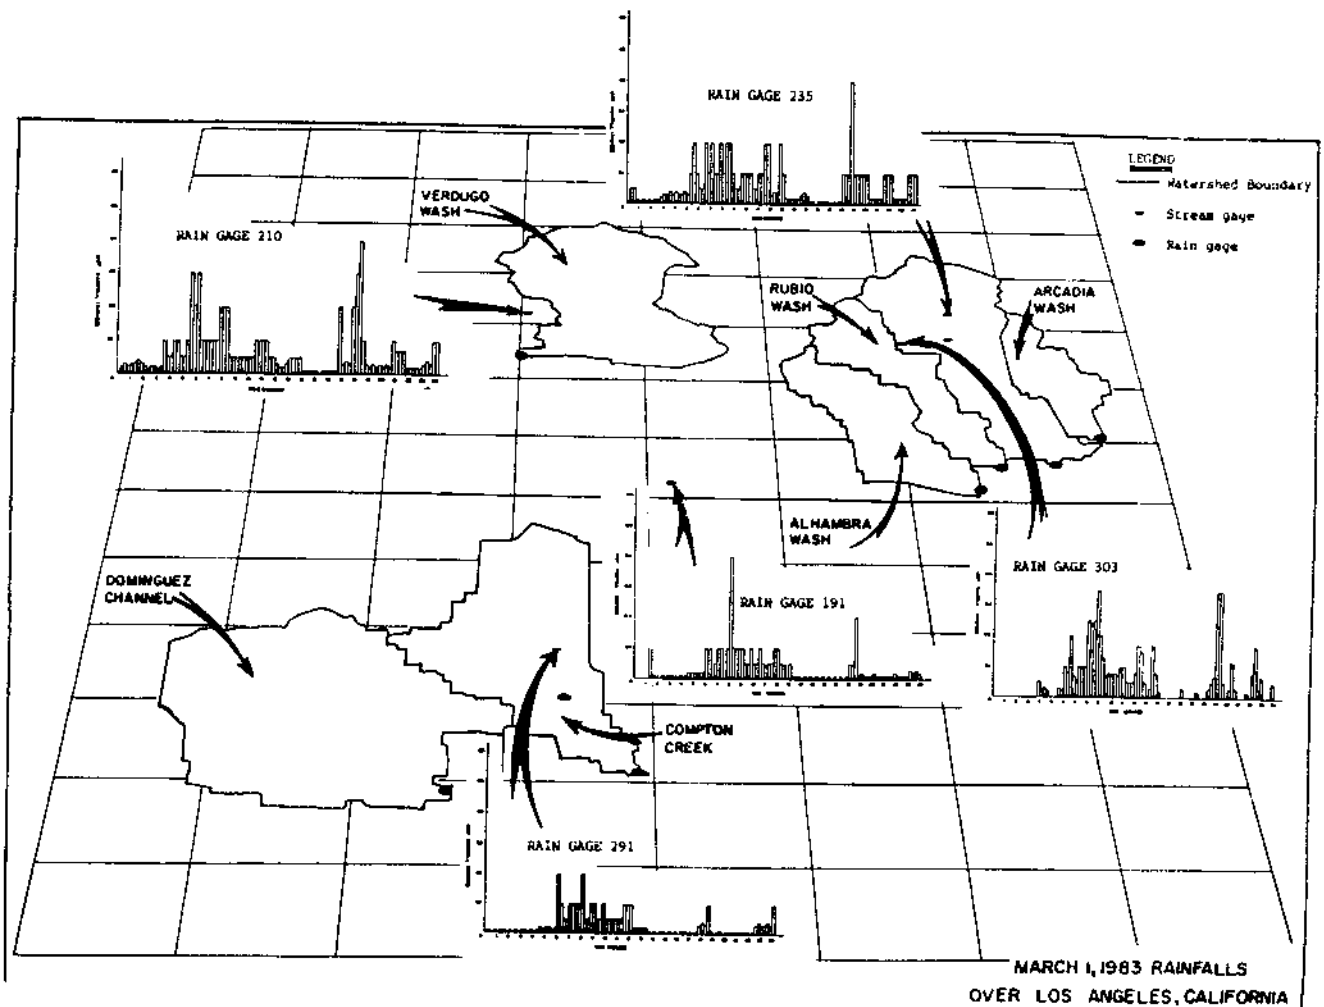 RAIN GAGE 235
LEGEND
Watershed Boundary
Stream gage
Rain gage
VERDUGO
WASH
RAIN GAGE 210
RUBIO
WASH
ARCADIA
WASH
ALHAMBRA
WASH
RAIN GAGE 303
DOMINGUEZ
CHANNEL
RAIN GAGE 191
COMPTON
CREEK
RAIN GAGE 291
MARCH 1, 1983 RAINFALLS
OVER LOS ANGELES, CALIFORNIA